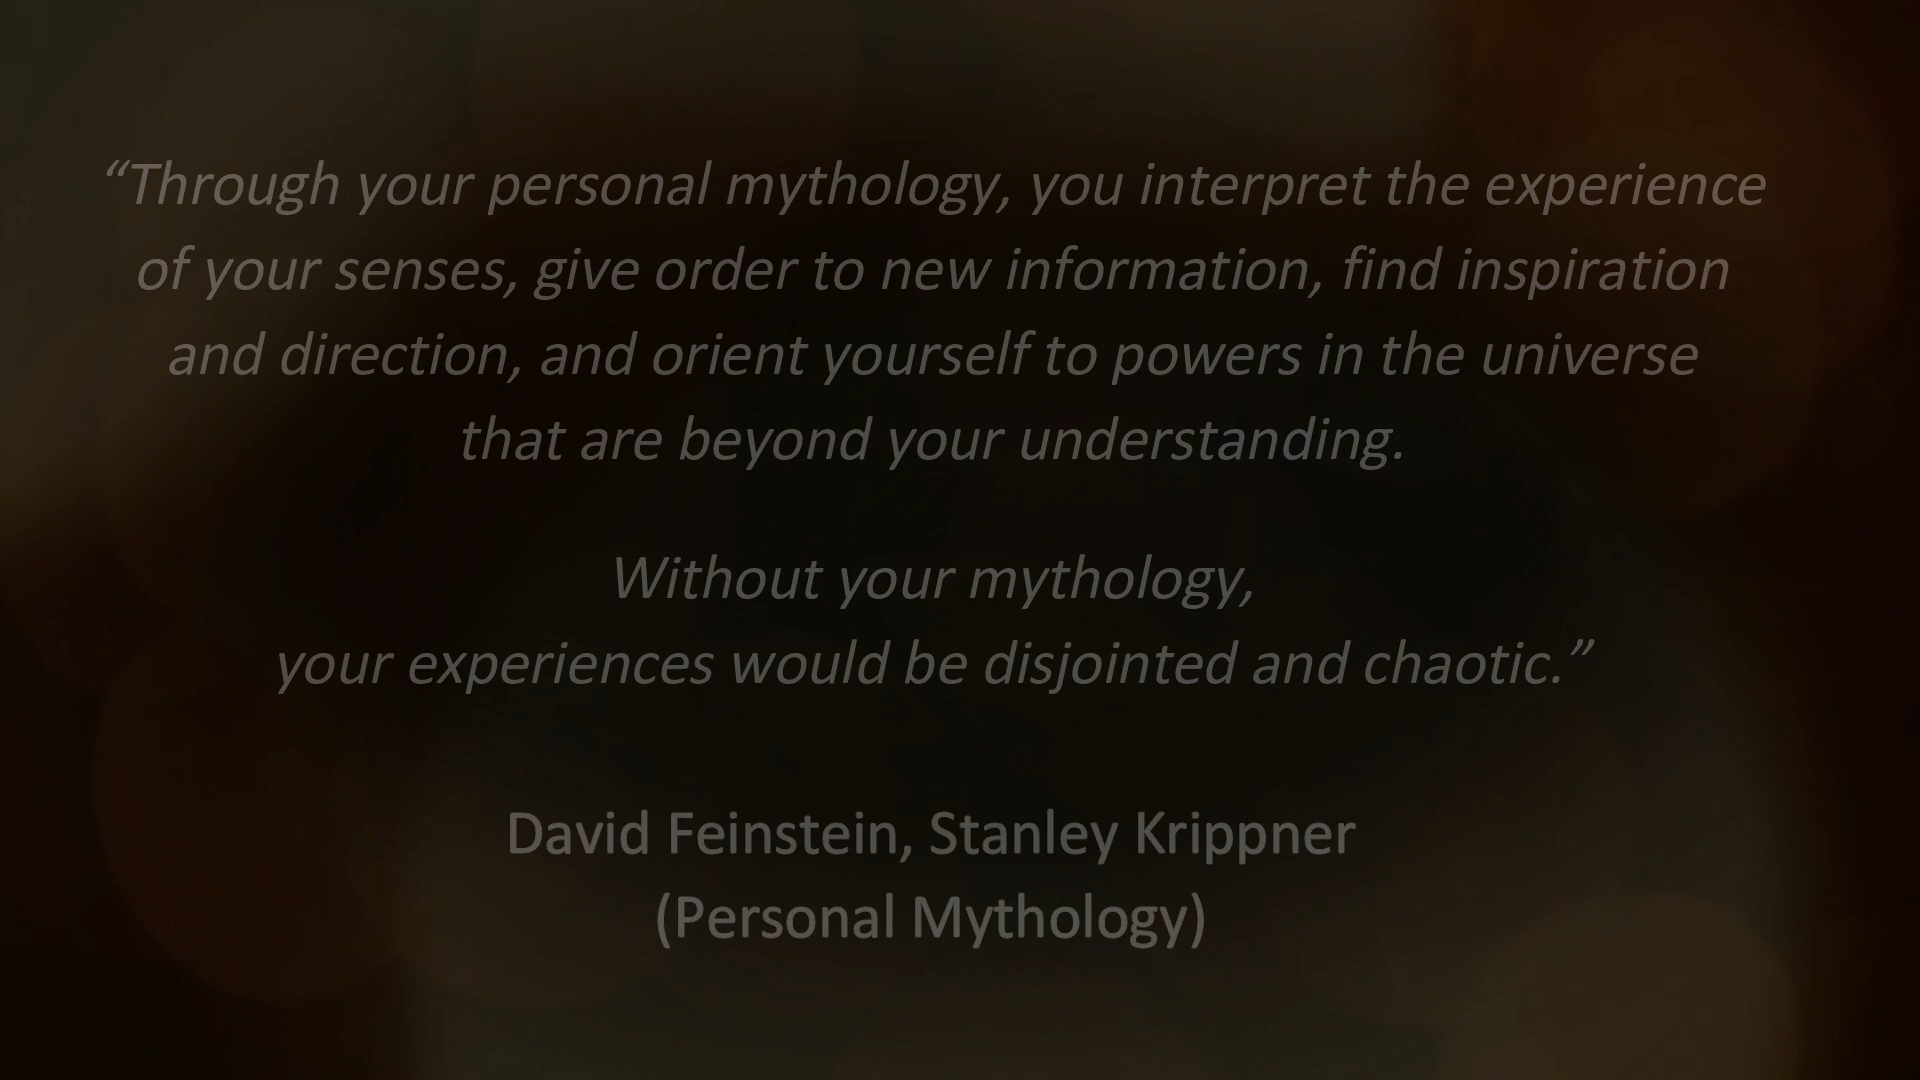 “Through your personal mythology, you interpret the experience
of your senses, give order to new information, find inspiration
and direction, and orient yourself to powers in the universe
that are beyond your understanding.
Without your mythology,
your experiences would be disjointed and chaotic.”
David Feinstein, Stanley Krippner
(Personal Mythology)